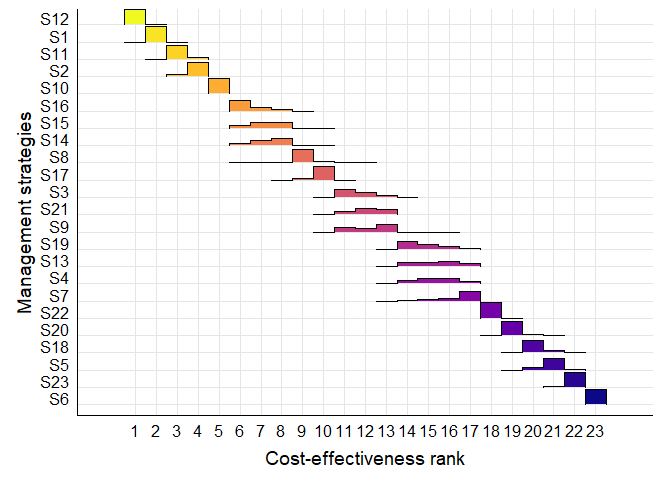 Management strategies
S12
S1
S11
S2
S10
S16
S15
S14
S8
S17
S3
S21
S9
S19
S13
S4
S7
S22
S20
S18
S5
S23
S6
1 2 3 4 5 6 7 8 9 10 11 12 13 14 15 16 17 18 19 20 21 22 23
Cost-effectiveness rank